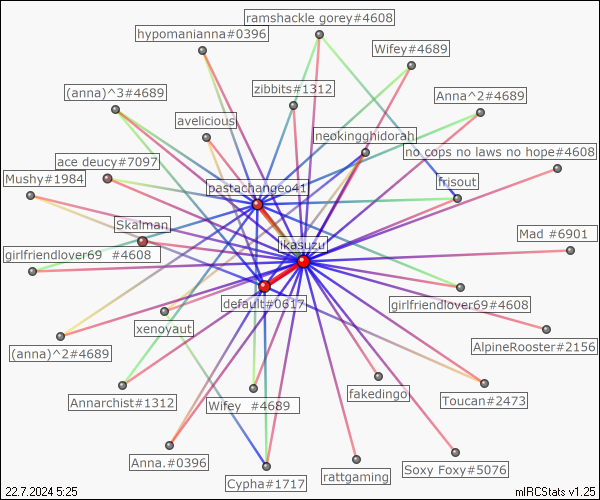 ramshackle gorey#4608
hypomanianna#0396
Wifey#4689
zibbits#1312
(anna)^3#4689
Anna^2#4689
avelicious
neokingghidorah
no cops no laws no hope#4608
ace deucy#7097
Mushy#1984
pastachangeo41
frisout
Skalman
Mad #6901
ikasuzu
girlfriendlover69 #4608
default#0617
girlfriendlover69#4608
xenoyaut
AlpineRooster#2156
(anna)^2#4689
fakedingo
Toucan#2473
Annarchist#1312
Wifey #4689
Anna.#0396
Soxy Foxy#5076
rattgaming
Cypha#1717
22.7.2024 5:25
mIRCStats v1.25